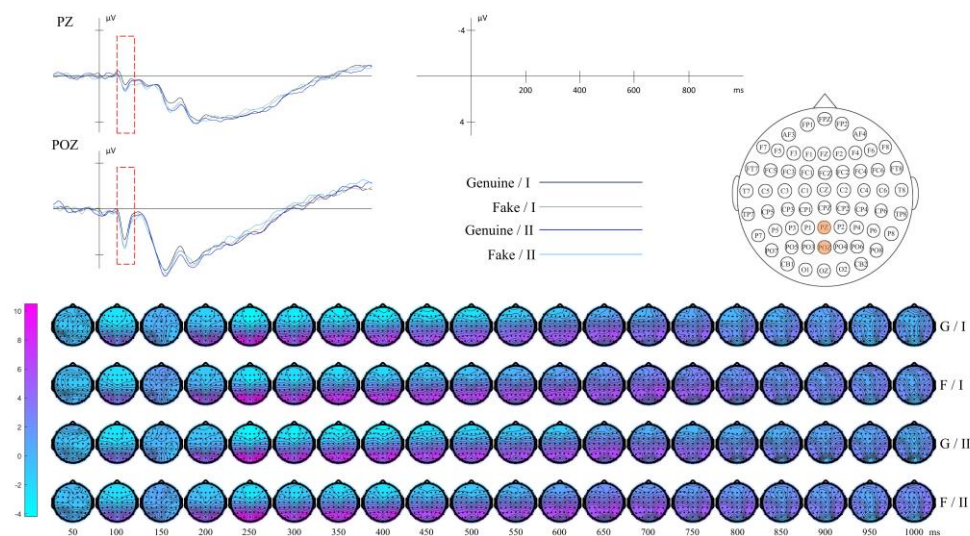 PZ
μV
μV
-4
200
400
600
800
ms
4
POZ
μV
Genuine / I
Fake / I
Genuine / II
Fake / II
FP1 FPZ FP2
AF3 AF4
F7 F5 F3 F1 FZ F2 F4 F6 F8
FT7 FC5 FC3 FC1 FCZ FC2 FC4 FC6 FT8
T7 C5 C3 C1 CZ C2 C4 C6 T8
TP7 CP5 CP3 CP1 CPZ CP2 CP4 CP6 TP8
P7 P5 P3 P1 PZ P2 P4 P6 P8
PO7 PO5 PO3 POZ PO4 PO6 PO8
CB1 O1 OZ O2 CB2
10
8
6
4
2
0
-2
-4
G / I
F / I
G / II
F / II
50 100 150 200 250 300 350 400 450 500 550 600 650 700 750 800 850 900 950 1000 ms